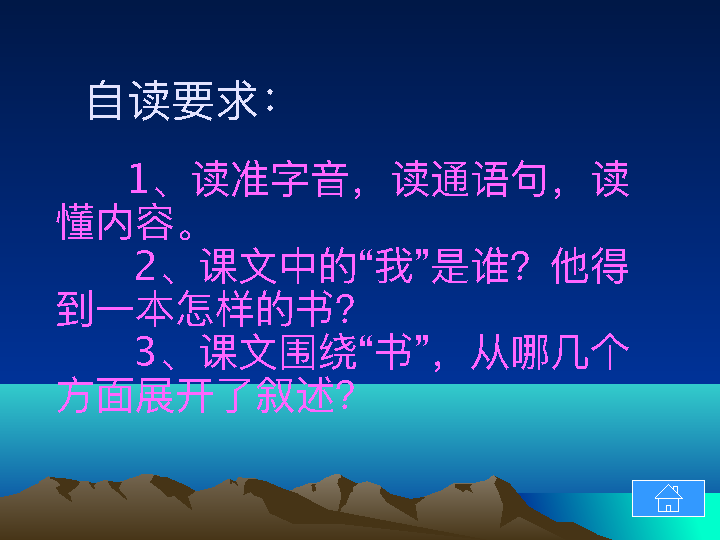 自读要求：
1、读准字音，读通语句，读
懂内容。
2、课文中的“我”是谁？他得
到一本怎样的书？
3、课文围绕“书”，从哪几个
方面展开了叙述？